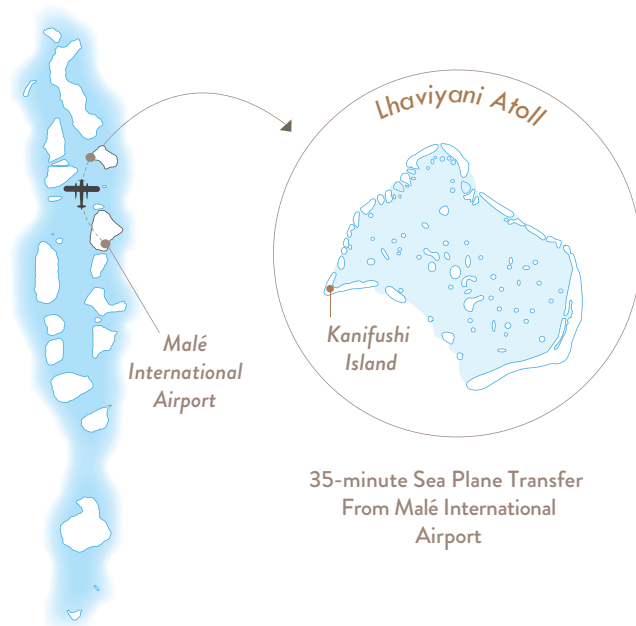 Lhaviyani Atoll
Malé
International
Airport
Kanifushi
Island
35-minute Sea Plane Transfer
From Malé International
Airport